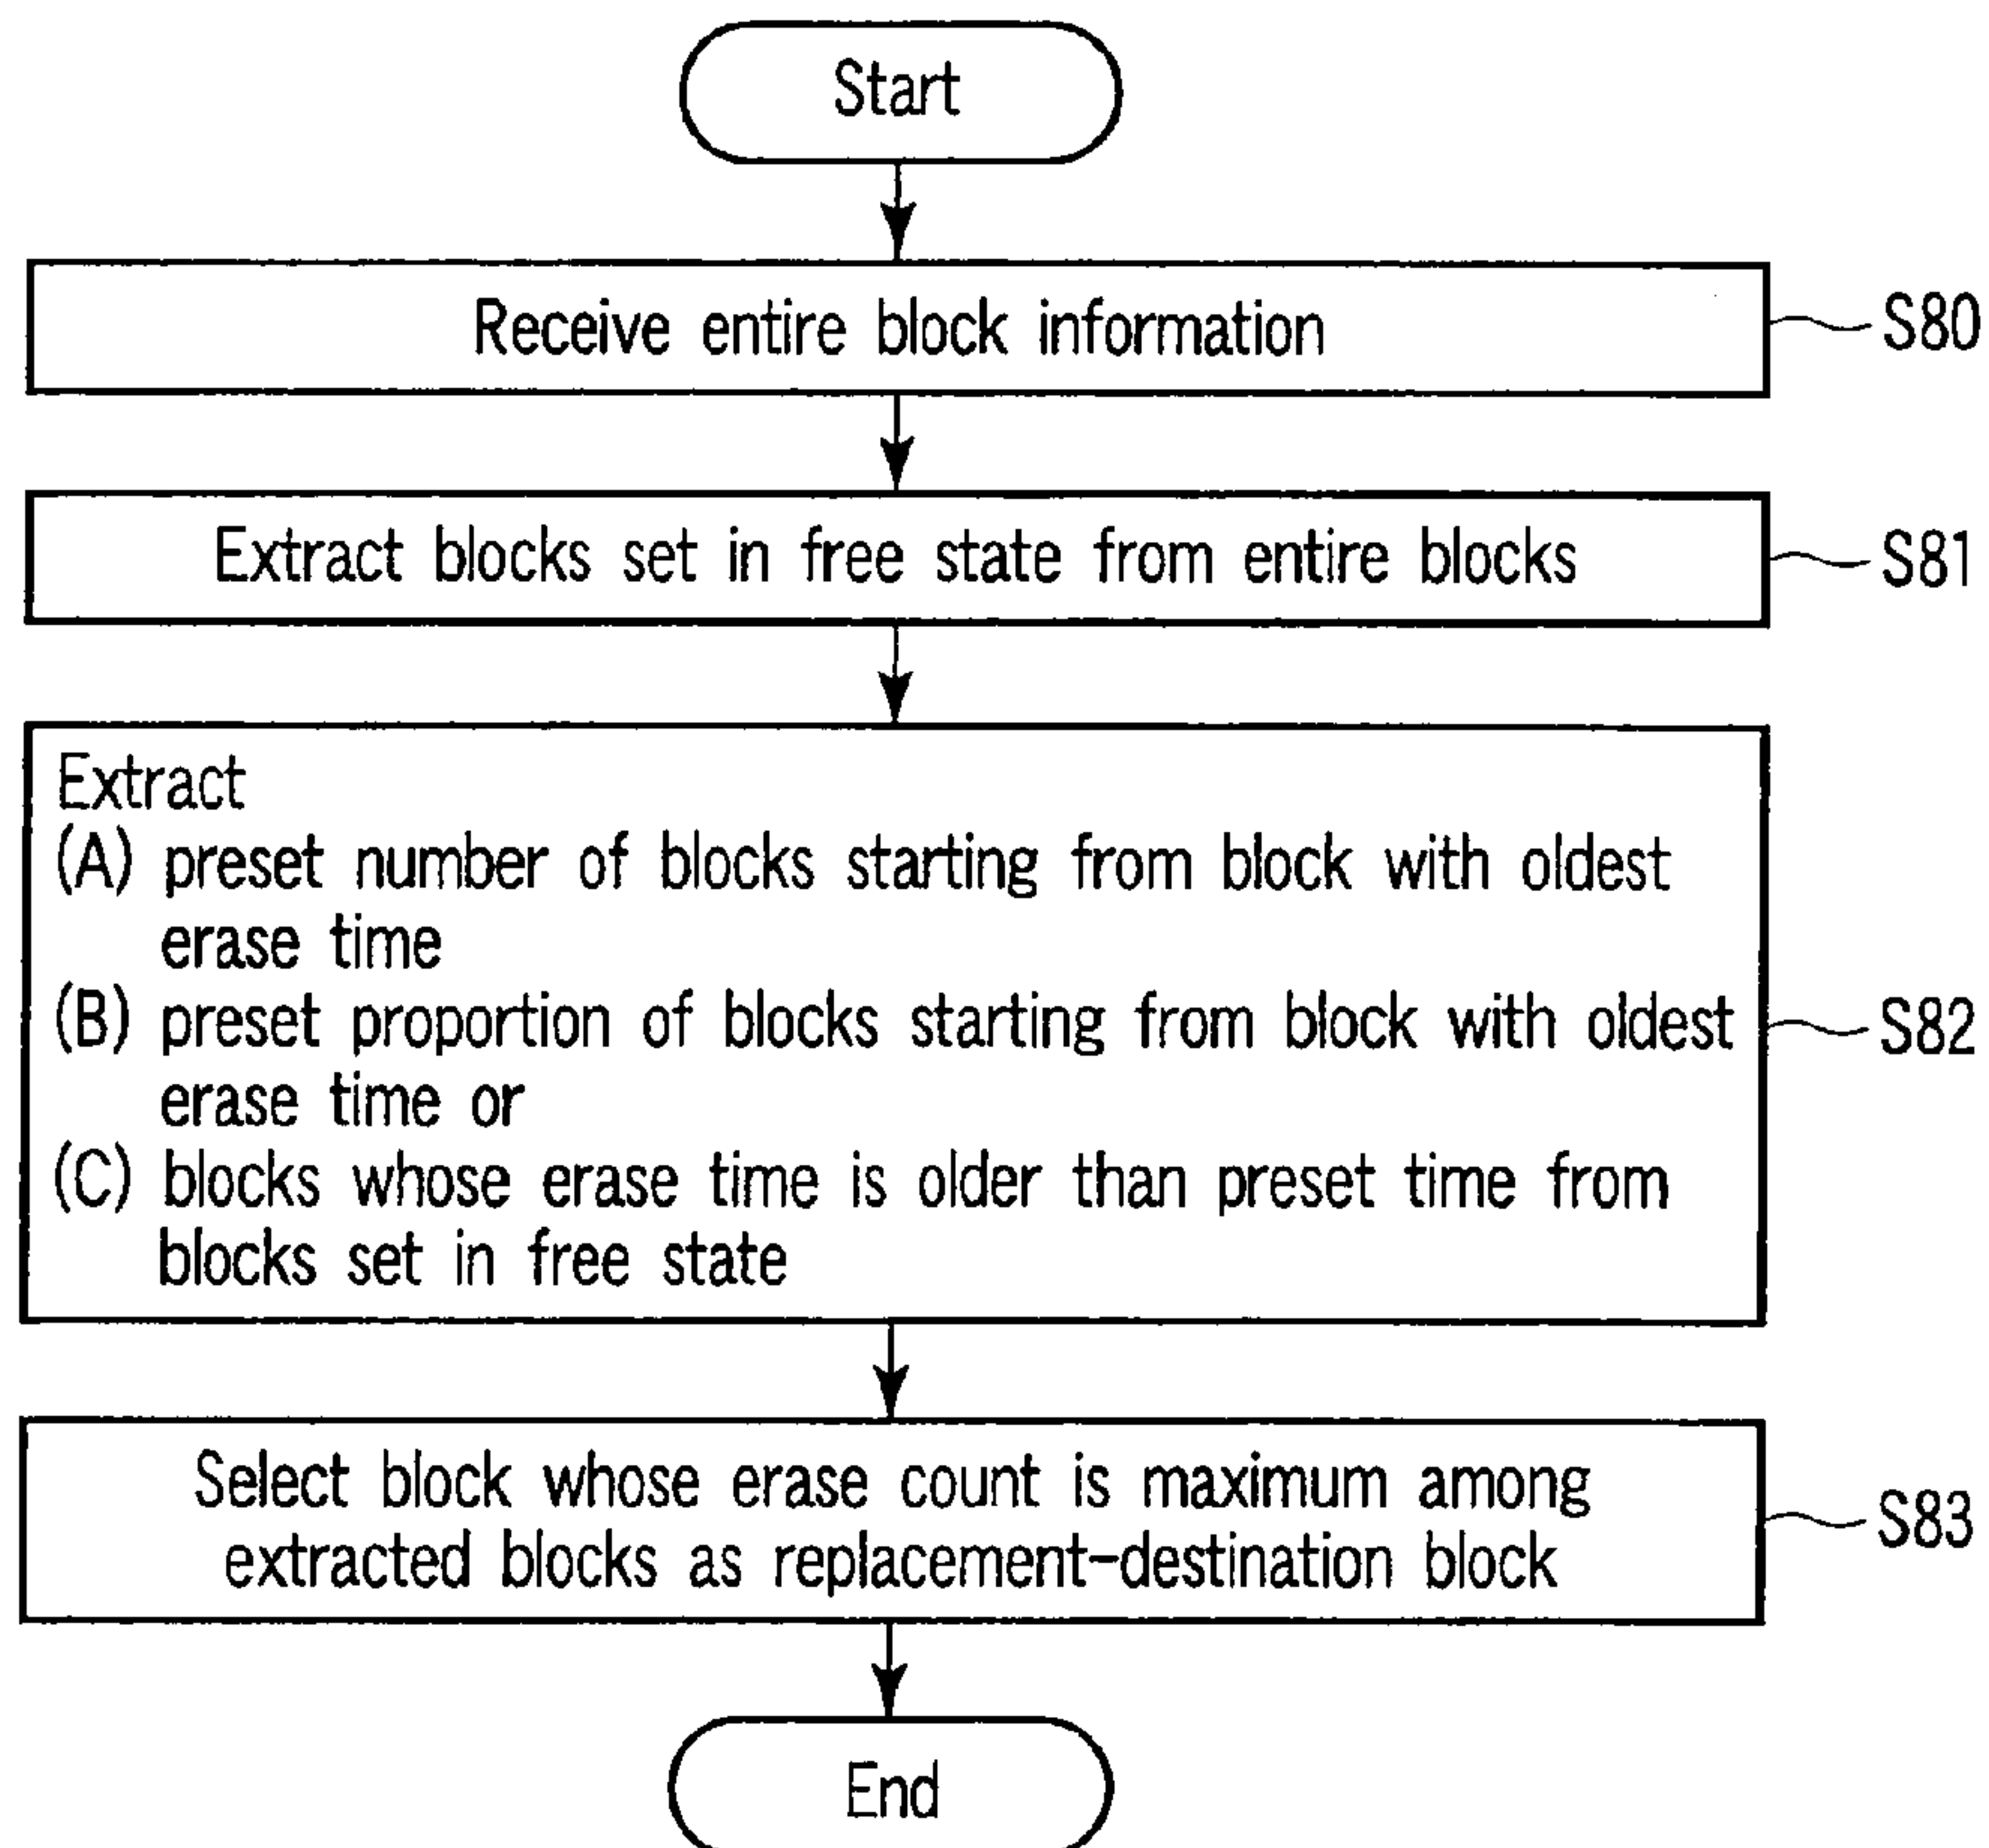 Start
Receive entire block information
S80
Extract blocks set in free state from entire blocks
S81
Extract
(A) preset number of blocks starting from block with oldest
erase time
(B) preset proportion of blocks starting from block with oldest
erase time or
(C) blocks whose erase time is older than preset time from
blocks set in free state
S82
Select block whose erase count is maximum among
extracted blocks as replacement-destination block
S83
End